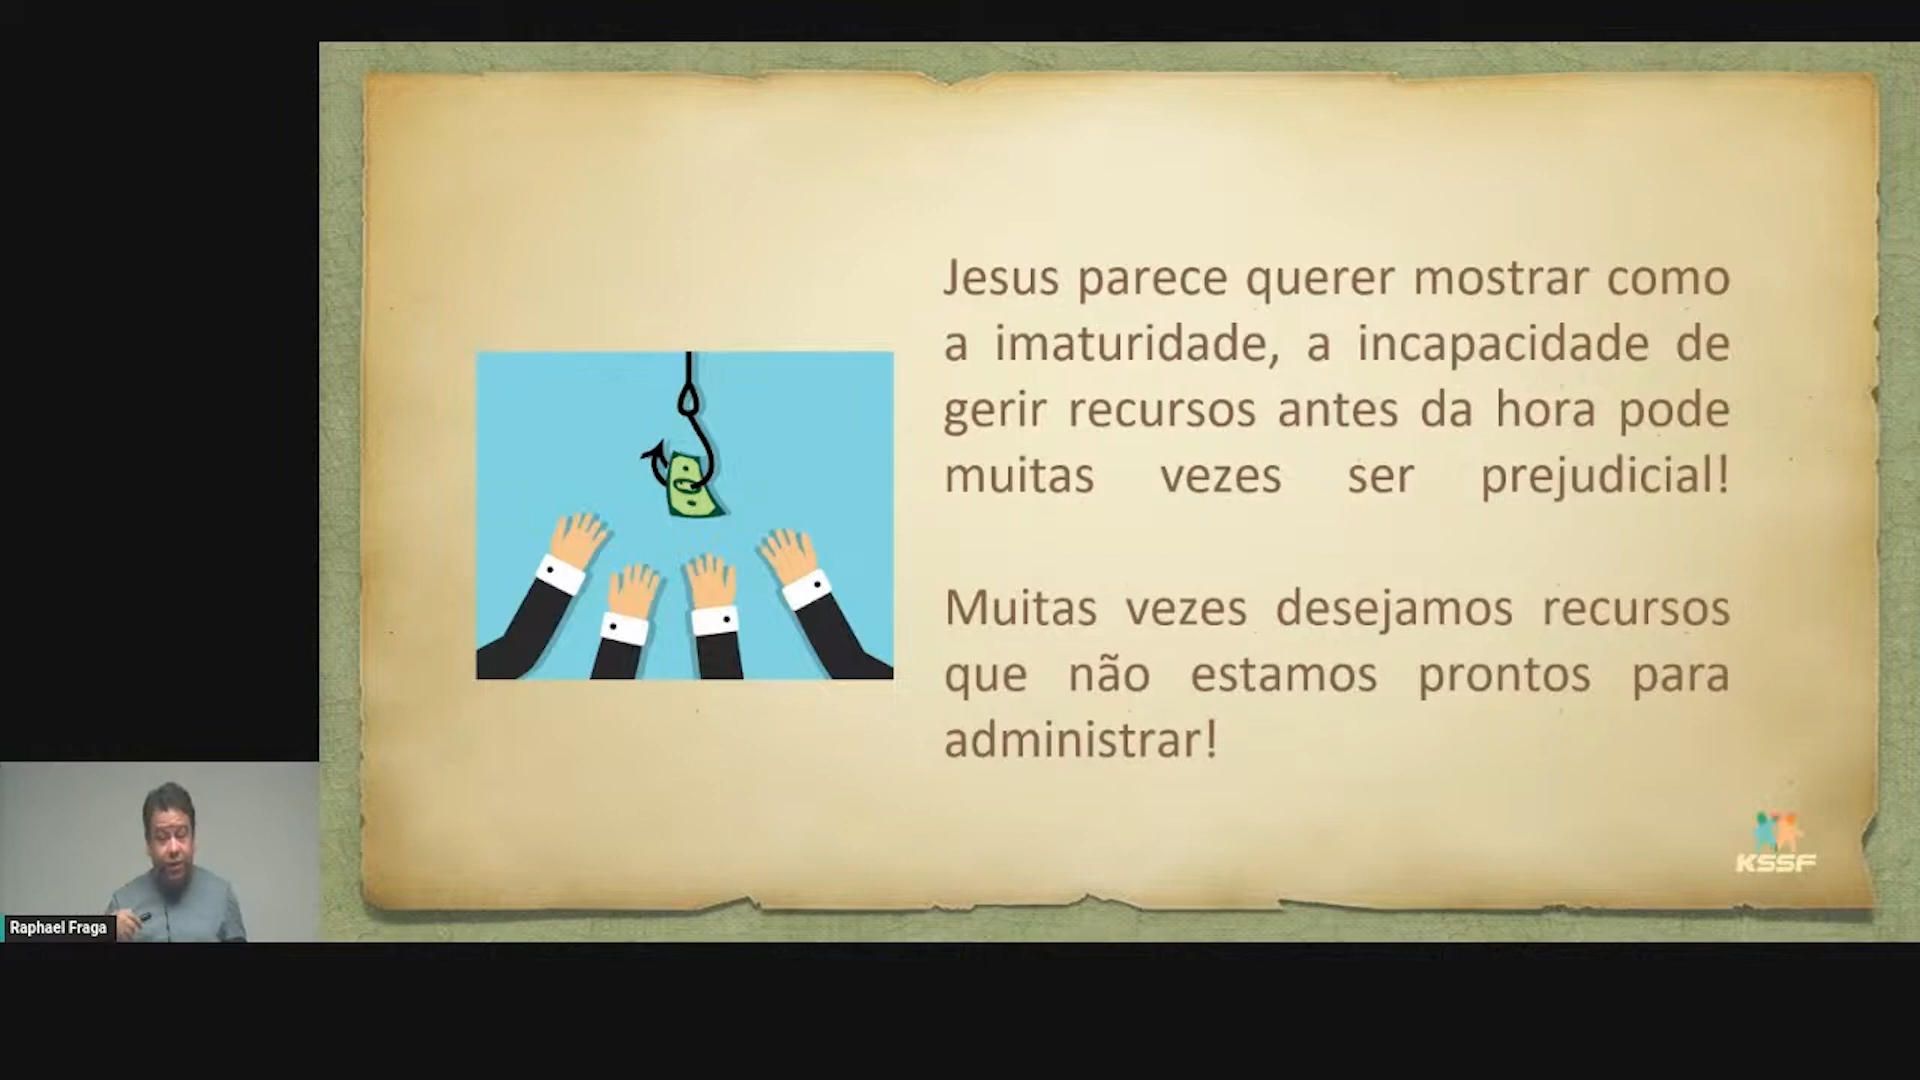 Jesus parece querer mostrar como
a imaturidade, a incapacidade de
gerir recursos antes da hora pode
muitas vezes ser prejudicial!
Muitas vezes desejamos recursos
que não estamos prontos para
administrar!
KSSF
Raphael Fraga